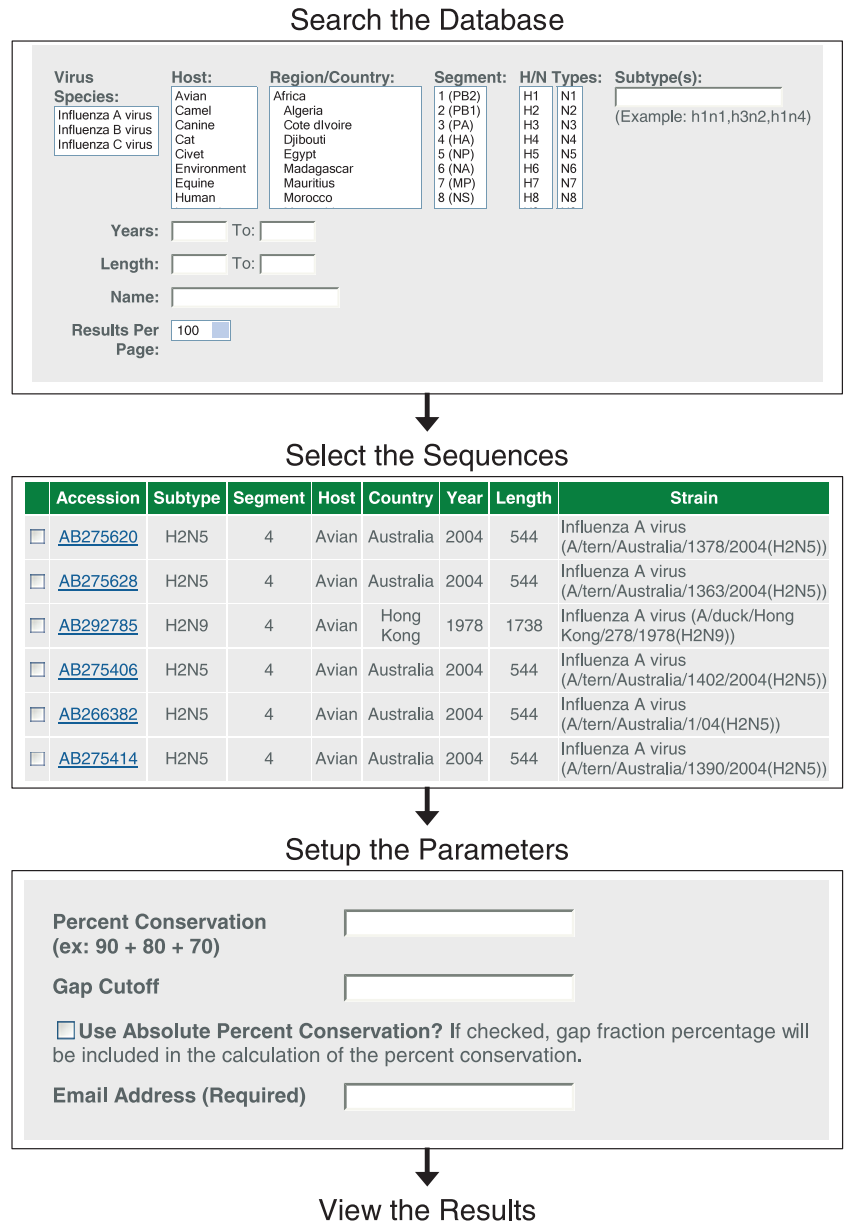 Search the Database
Virus Species:
Influenza A virus
Influenza B virus
Influenza C virus
Host:
Avian
Camel
Canine
Cat
Civet
Environment
Equine
Human
Region/Country:
Africa
Algeria
Cote dIvoire
Djibouti
Egypt
Madagascar
Mauritius
Morocco
Segment:
1 (PB2)
2 (PB1)
3 (PA)
4 (HA)
5 (NP)
6 (NA)
7 (MP)
8 (NS)
H/N Types:
H1 N1
H2 N2
H3 N3
H4 N4
H5 N5
H6 N6
H7 N7
H8 N8
Subtype(s):
(Example: h1n1,h3n2,h1n4)
Years: To:
Length: To:
Name:
Results Per Page: 100
Select the Sequences
Accession Subtype Segment Host Country Year Length Strain
AB275620 H2N5 4 Avian Australia 2004 544 Influenza A virus (A/tern/Australia/1378/2004(H2N5))
AB275628 H2N5 4 Avian Australia 2004 544 Influenza A virus (A/tern/Australia/1363/2004(H2N5))
AB292785 H2N9 4 Avian Hong Kong 1978 1738 Influenza A virus (A/duck/Hong Kong/278/1978(H2N9))
AB275406 H2N5 4 Avian Australia 2004 544 Influenza A virus (A/tern/Australia/1402/2004(H2N5))
AB266382 H2N5 4 Avian Australia 2004 544 Influenza A virus (A/tern/Australia/1/04(H2N5))
AB275414 H2N5 4 Avian Australia 2004 544 Influenza A virus (A/tern/Australia/1390/2004(H2N5))
Setup the Parameters
Percent Conservation
(ex: 90 + 80 + 70)
Gap Cutoff
Use Absolute Percent Conservation? If checked, gap fraction percentage will
be included in the calculation of the percent conservation.
Email Address (Required)
View the Results